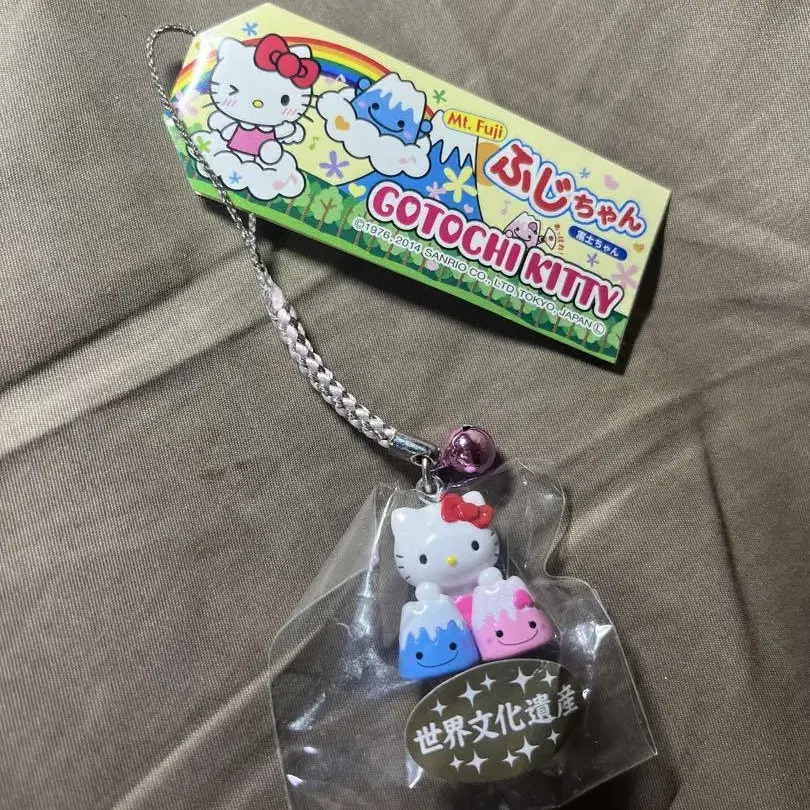 Mt. Fuji
ふじちゃん
富士ちゃん
GOTOCHI KITTY
©1976, 2014 SANRIO CO., LTD. TOKYO, JAPAN Ⓛ
世界文化遺産